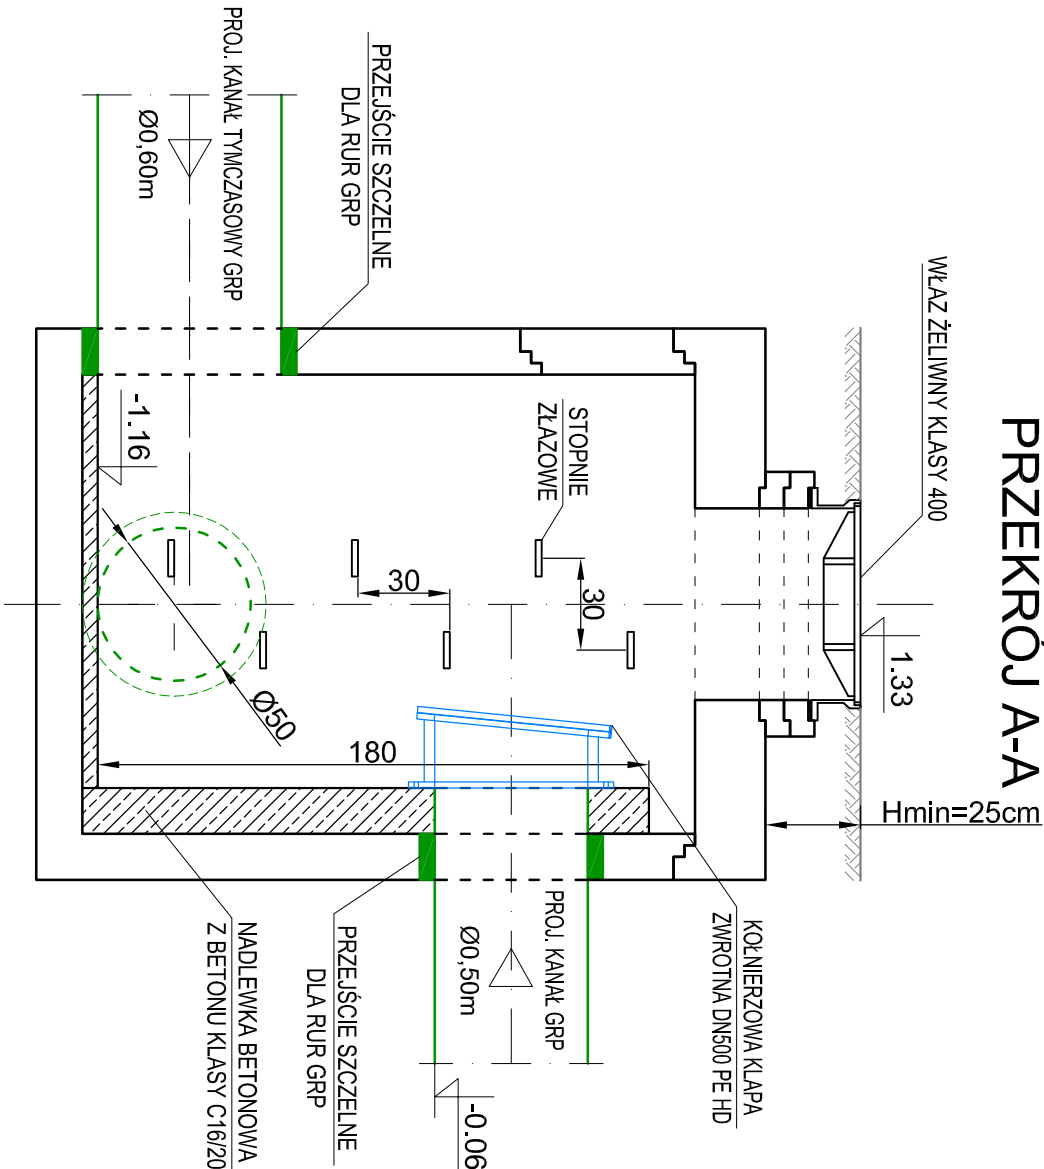 PRZEKRÓJ A-A
WŁAZ ŻELIWNY KLASY 400
1.33
Hmin=25cm
PRZEJŚCIE SZCZELNE
DLA RUR GRP
PROJ. KANAŁ TYMCZASOWY GRP
Ø0,60m
STOPNIE
ZŁAZOWE
30
30
-1.16
Ø50
180
KOŁNIERZOWA KLAPA
ZWROTNA DN500 PE HD
PROJ. KANAŁ GRP
Ø0,50m
-0.06
PRZEJŚCIE SZCZELNE
DLA RUR GRP
NADLEWKA BETONOWA
Z BETONU KLASY C16/20